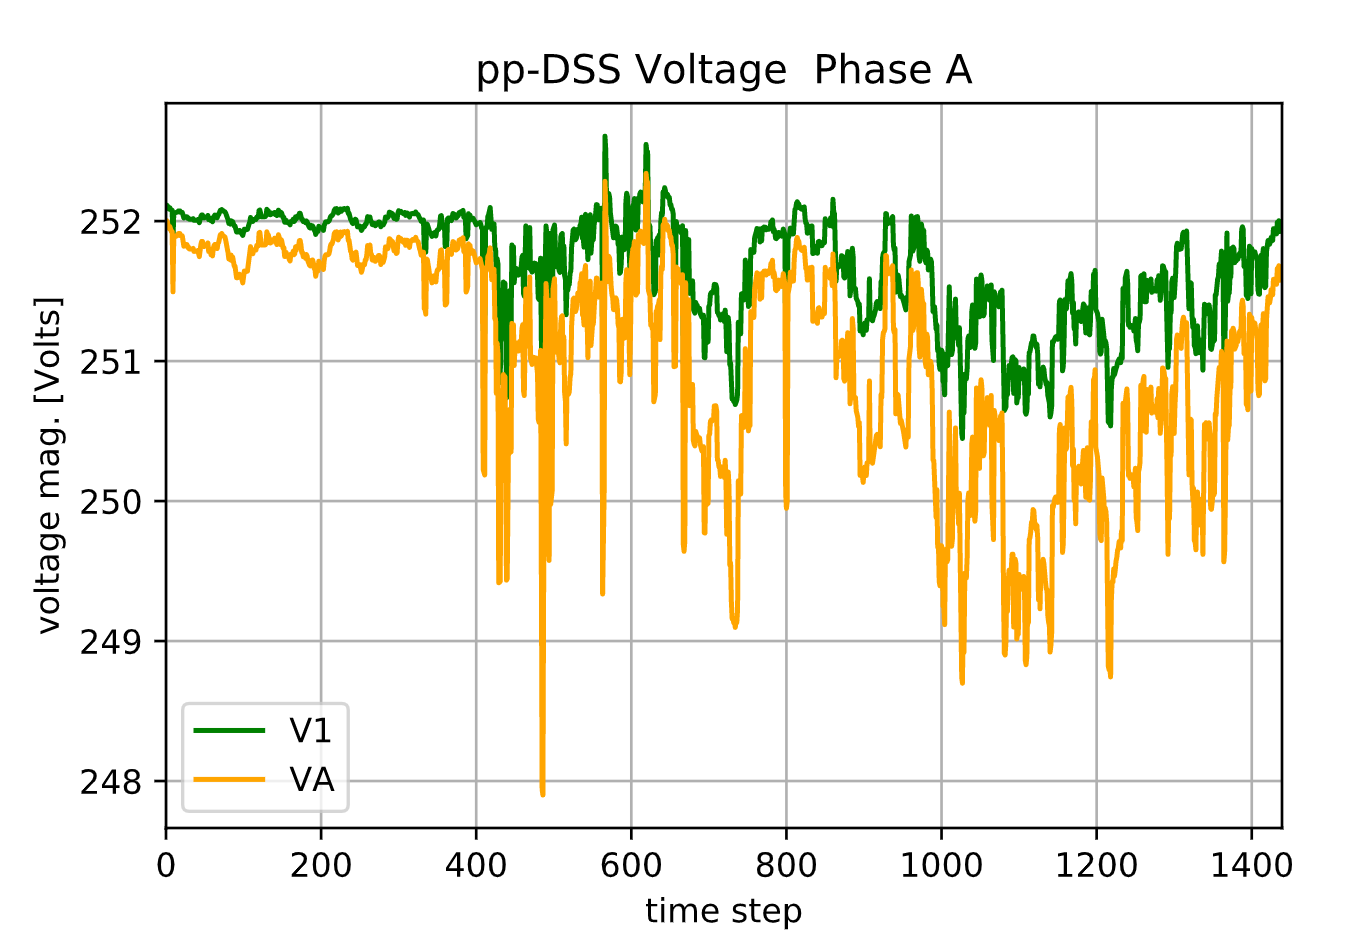 pp-DSS Voltage  Phase A
voltage mag. [Volts]
252
251
250
249
248
V1
VA
0 200 400 600 800 1000 1200 1400
time step